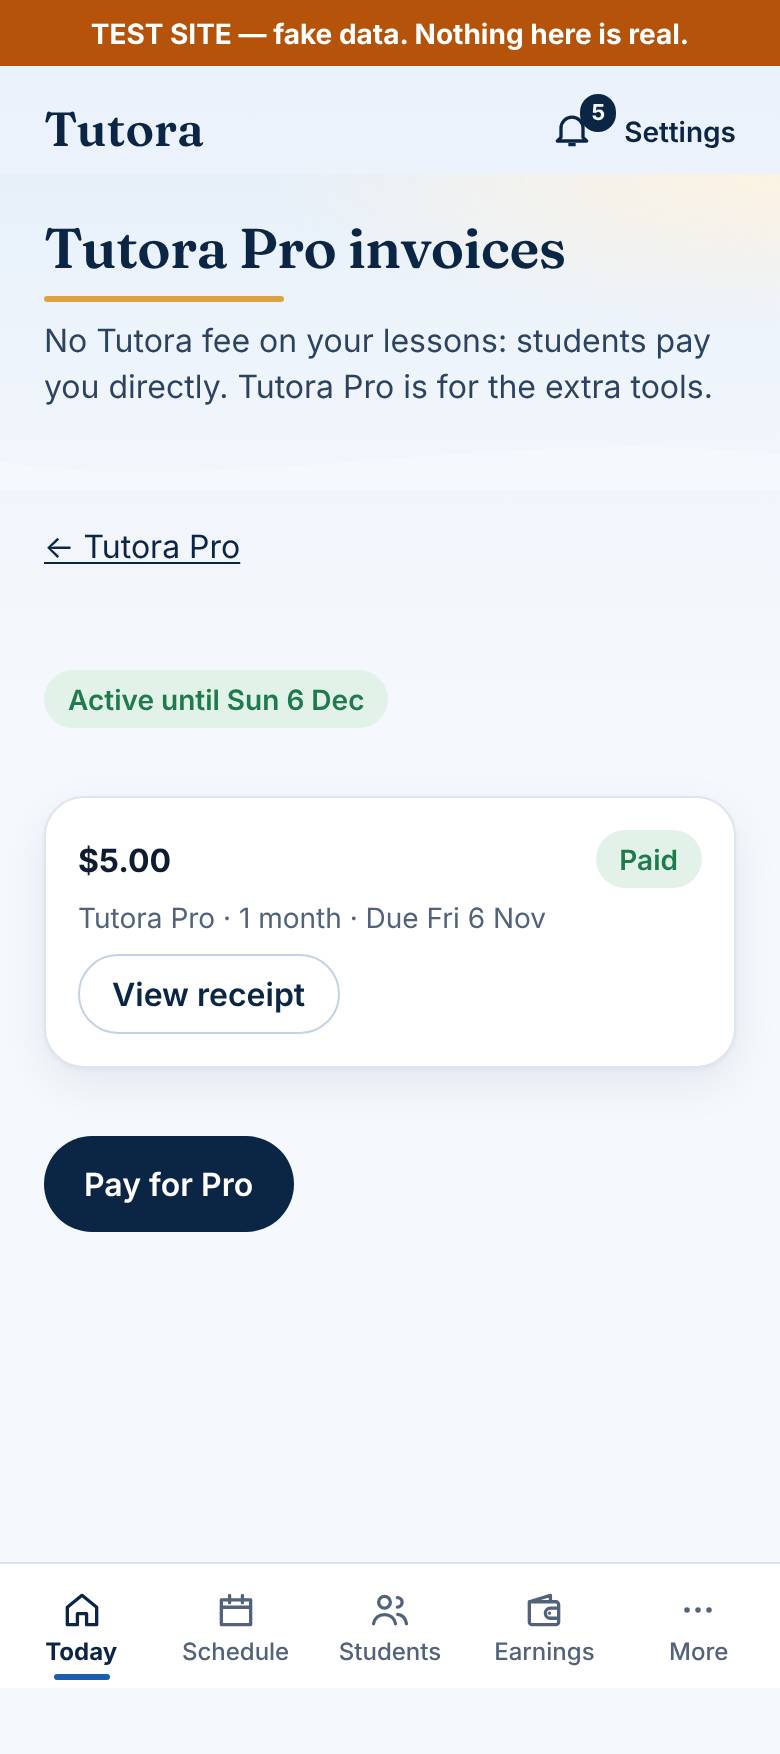 TEST SITE — fake data. Nothing here is real.
Tutora
5
Settings
Tutora Pro invoices
No Tutora fee on your lessons: students pay
you directly. Tutora Pro is for the extra tools.
← Tutora Pro
Active until Sun 6 Dec
$5.00
Paid
Tutora Pro · 1 month · Due Fri 6 Nov
View receipt
Pay for Pro
Today
Schedule
Students
Earnings
More